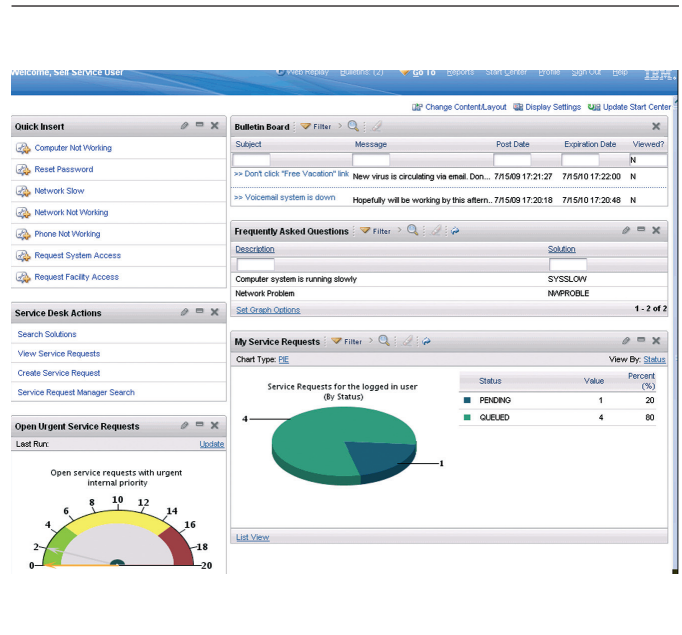 Welcome, Self Service User
Web Replay Bulletins: (2) Go To Reports Start Center Profile Sign Out Help IBM.
Change Content/Layout Display Settings Update Start Center
Quick Insert
Computer Not Working
Reset Password
Network Slow
Network Not Working
Phone Not Working
Request System Access
Request Facility Access
Service Desk Actions
Search Solutions
View Service Requests
Create Service Request
Service Request Manager Search
Open Urgent Service Requests
Last Run: Update
Open service requests with urgent
internal priority
0 2 4 6 8 10 12 14 16 18 20
Bulletin Board Filter
Subject Message Post Date Expiration Date Viewed?
N
>> Don't click "Free Vacation" link New virus is circulating via email. Don... 7/15/09 17:21:27 7/15/10 17:22:00 N
>> Voicemail system is down Hopefully will be working by this aftern.. 7/15/09 17:20:18 7/15/10 17:20:48 N
Frequently Asked Questions Filter
Description Solution
Computer system is running slowly SYSSLOW
Network Problem NWPROBLE
Set Graph Options 1 - 2 of 2
My Service Requests Filter
Chart Type: PIE View By: Status
Service Requests for the logged in user
(By Status)
4
1
Status Value Percent (%)
PENDING 1 20
QUEUED 4 80
List View